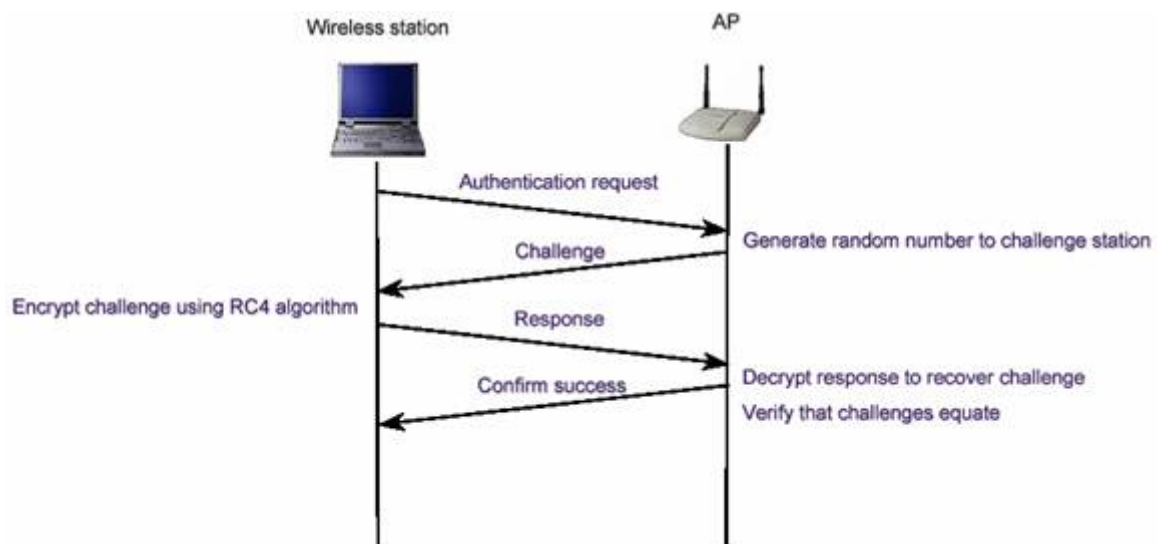 Wireless station
AP
Authentication request
Generate random number to challenge station
Challenge
Encrypt challenge using RC4 algorithm
Response
Decrypt response to recover challenge
Confirm success
Verify that challenges equate